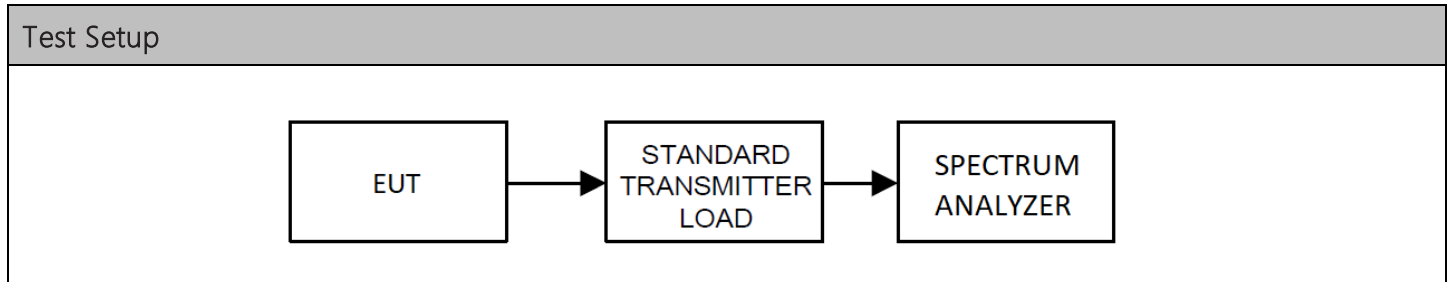 Test Setup
EUT
STANDARD
TRANSMITTER
LOAD
SPECTRUM
ANALYZER